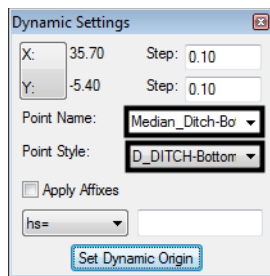 Dynamic Settings
X: 35.70 Step: 0.10
Y: -5.40 Step: 0.10
Point Name: Median_Ditch-Bo
Point Style: D_DITCH-Bottom
Apply Affixes
hs=
Set Dynamic Origin